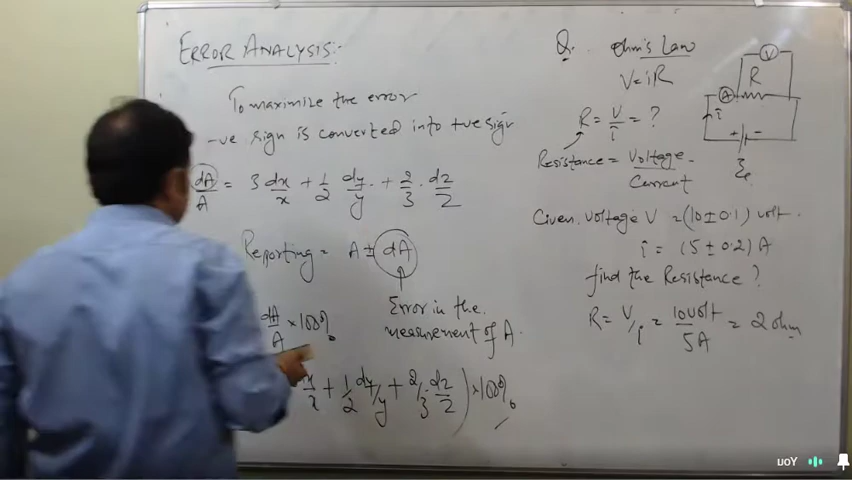 ERROR ANALYSIS:-
To maximize the error
-ve sign is converted into +ve sign
dA/A = 3 dx/x + 1/2 dy/y + 2/3 . dz/z
Reporting = A ± dA
Error in the
measurement of A.
dA/A × 100%
x + 1/2 dy/y + 2/3 dz/z ) × 100%
Q. Ohm's Law
V = iR
R = V/i = ?
Resistance = Voltage/Current
V
R
A
i
+ -
Given. Voltage V = (10 ± 0.1) volt.
i = (5 ± 0.2) A
find the Resistance ?
R = V/i = 10 volt/5A = 2 ohm
You